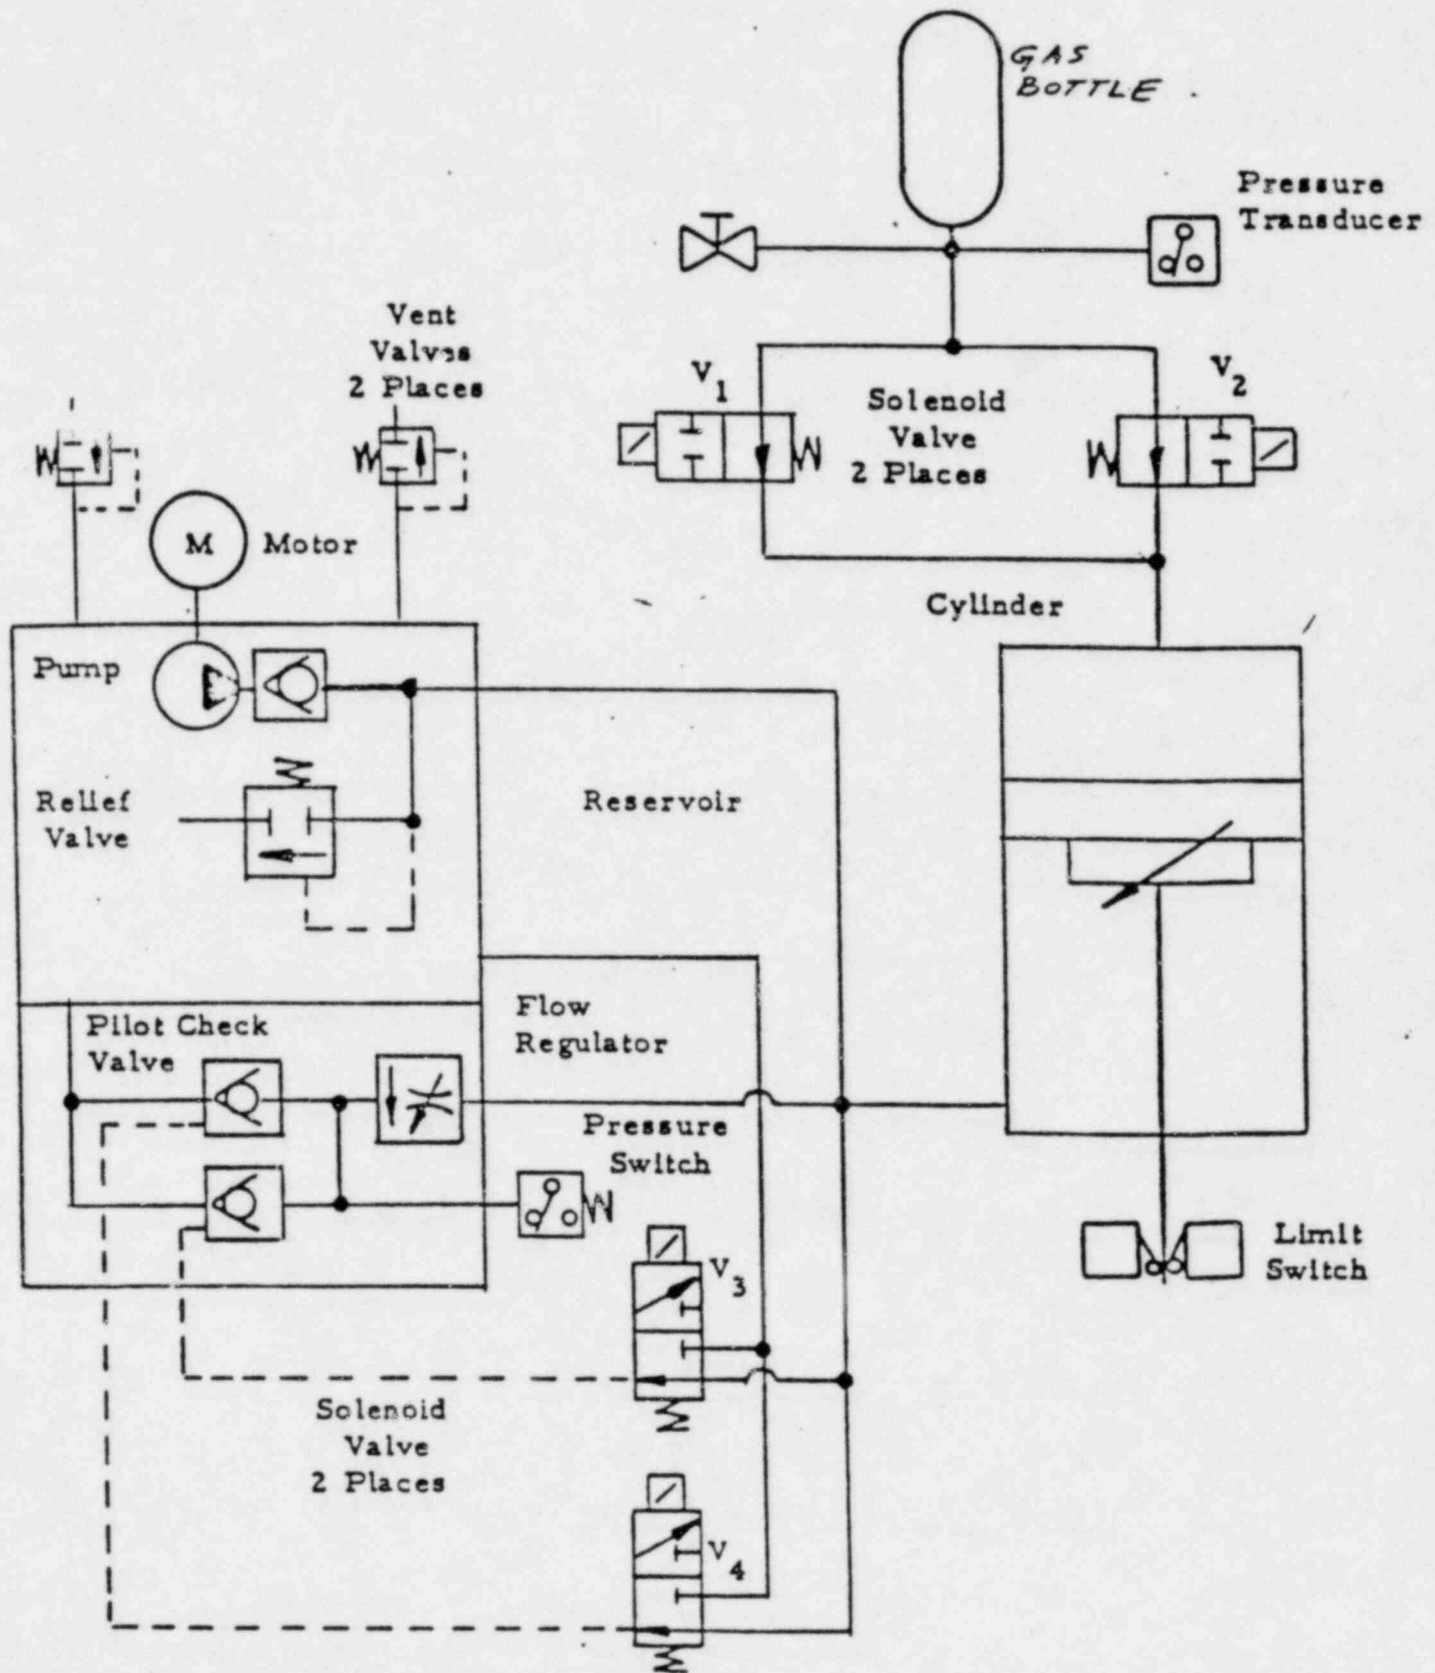 GAS
BOTTLE
Pressure
Transducer
Vent
Valves
2 Places
V1
Solenoid
Valve
2 Places
V2
M
Motor
Cylinder
Pump
Relief
Valve
Reservoir
Pilot Check
Valve
Flow
Regulator
Pressure
Switch
V3
Limit
Switch
Solenoid
Valve
2 Places
V4